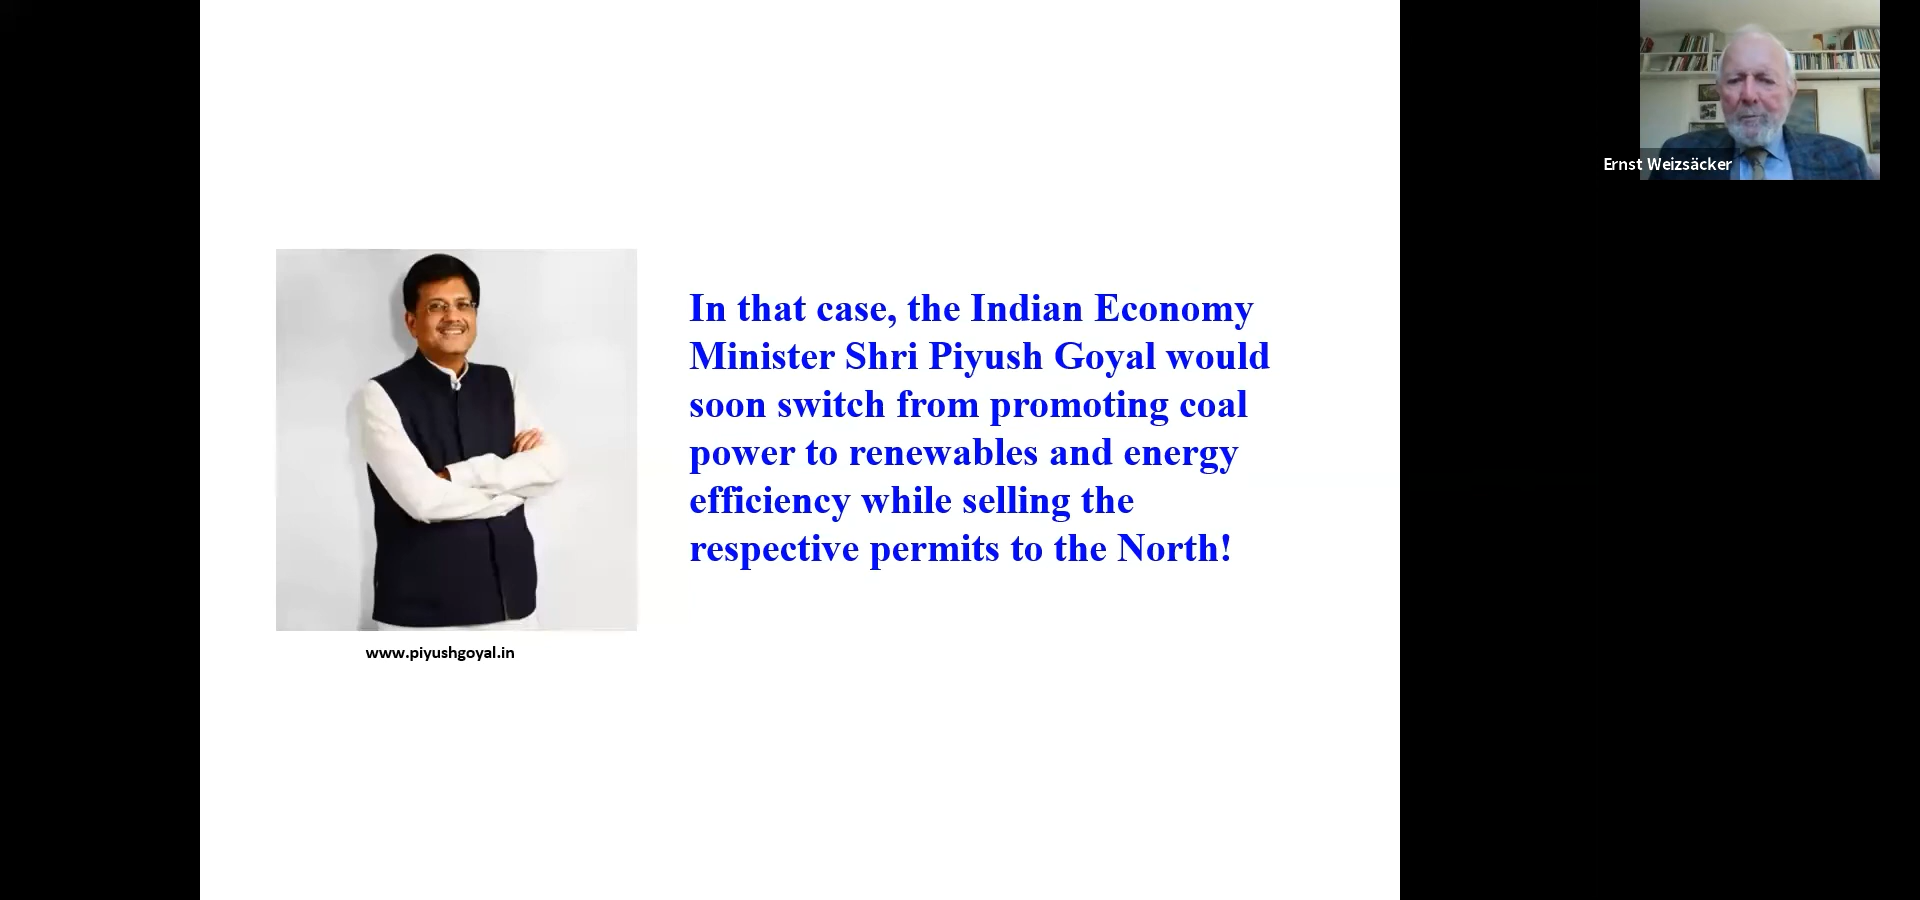 Ernst Weizsäcker
In that case, the Indian Economy
Minister Shri Piyush Goyal would
soon switch from promoting coal
power to renewables and energy
efficiency while selling the
respective permits to the North!
www.piyushgoyal.in